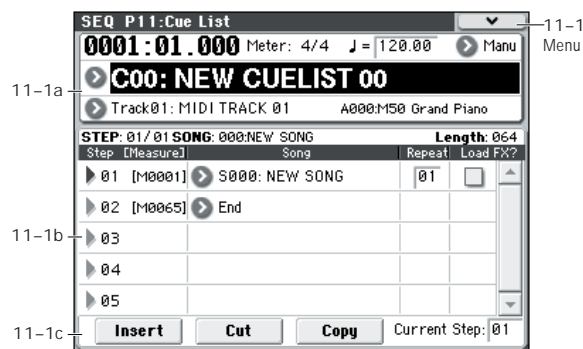 SEQ P11:Cue List
11–1
Menu
0001:01.000 Meter: 4/4 ♩= 120.00 Manu
11–1a
C00: NEW CUELIST 00
Track01: MIDI TRACK 01 A000:M50 Grand Piano
STEP: 01/01 SONG: 000:NEW SONG Length: 064
Step [Measure] Song Repeat Load FX?
01 [M0001] S000: NEW SONG 01
02 [M0065] End
11–1b
03
04
05
11–1c
Insert Cut Copy Current Step: 01